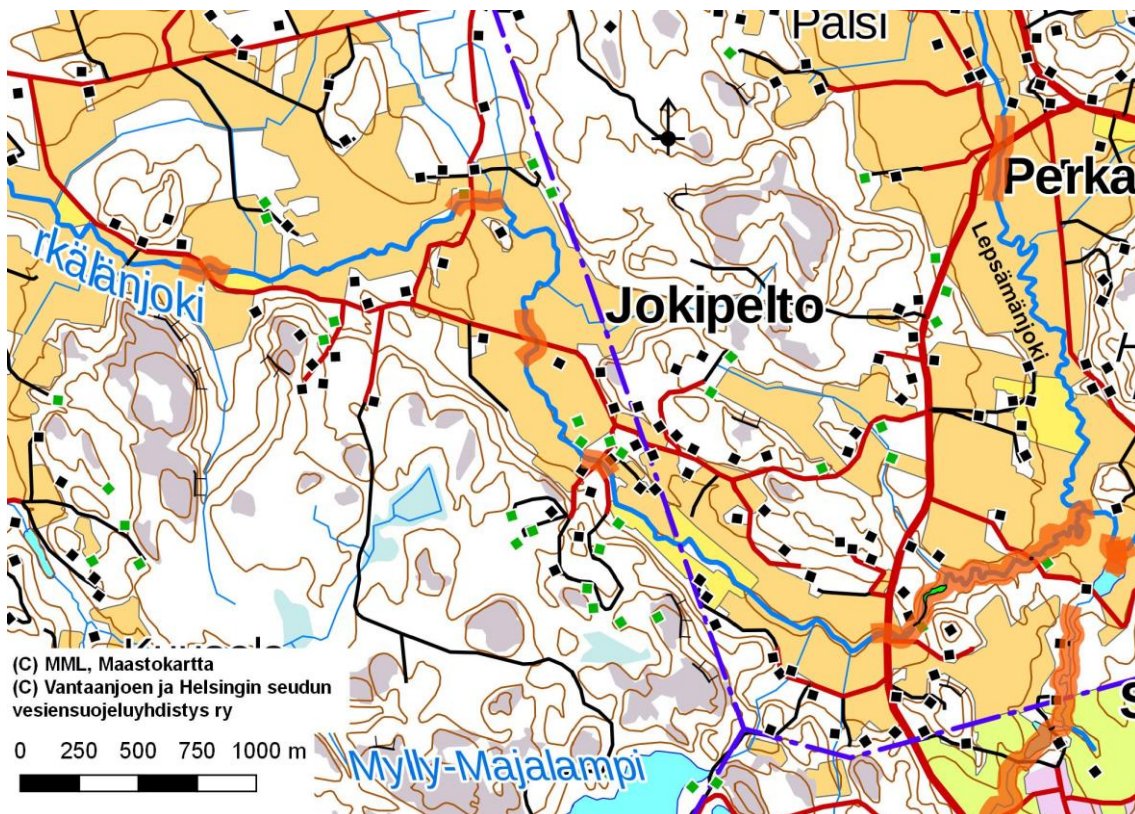 Palsi
Perka
rkälänjoki
Lepsämänjoki
Jokipelto
(C) MML, Maastokartta
(C) Vantaanjoen ja Helsingin seudun
vesiensuojeluyhdistys ry
0 250 500 750 1000 m
Mylly-Majalampi
S
H